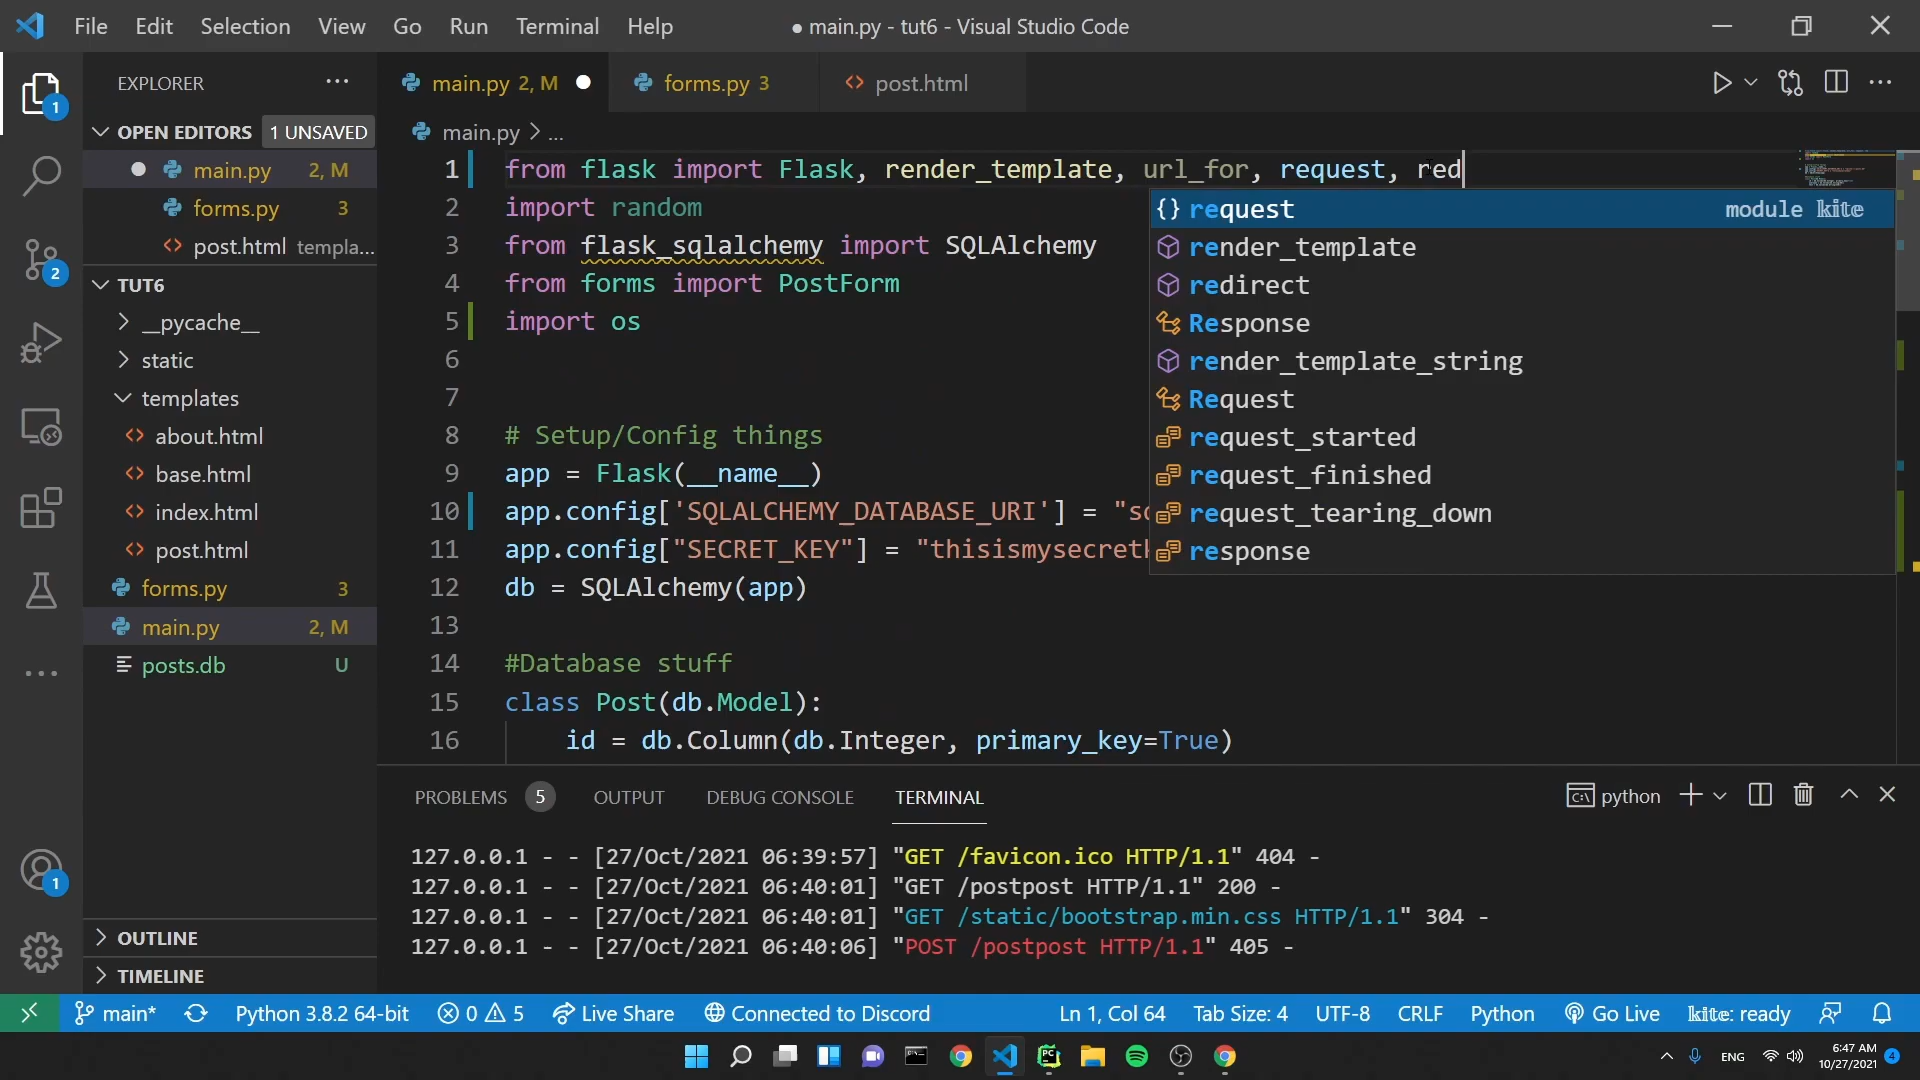 File Edit Selection View Go Run Terminal Help
● main.py - tut6 - Visual Studio Code
EXPLORER
OPEN EDITORS 1 UNSAVED
main.py 2, M
forms.py 3
post.html templa...
TUT6
__pycache__
static
templates
about.html
base.html
index.html
post.html
forms.py 3
main.py 2, M
posts.db U
OUTLINE
TIMELINE
1
2
1
main.py 2, M
forms.py 3
post.html
main.py > ...
1 from flask import Flask, render_template, url_for, request, red
2 import random
3 from flask_sqlalchemy import SQLAlchemy
4 from forms import PostForm
5 import os
6
7
8 # Setup/Config things
9 app = Flask(__name__)
10 app.config['SQLALCHEMY_DATABASE_URI'] = "sq
11 app.config["SECRET_KEY"] = "thisismysecretk
12 db = SQLAlchemy(app)
13
14 #Database stuff
15 class Post(db.Model):
16 id = db.Column(db.Integer, primary_key=True)
{} request module kite
render_template
redirect
Response
render_template_string
Request
request_started
request_finished
request_tearing_down
response
PROBLEMS 5 OUTPUT DEBUG CONSOLE TERMINAL
python
127.0.0.1 - - [27/Oct/2021 06:39:57] "GET /favicon.ico HTTP/1.1" 404 -
127.0.0.1 - - [27/Oct/2021 06:40:01] "GET /postpost HTTP/1.1" 200 -
127.0.0.1 - - [27/Oct/2021 06:40:01] "GET /static/bootstrap.min.css HTTP/1.1" 304 -
127.0.0.1 - - [27/Oct/2021 06:40:06] "POST /postpost HTTP/1.1" 405 -
main* Python 3.8.2 64-bit 0 5 Live Share Connected to Discord Ln 1, Col 64 Tab Size: 4 UTF-8 CRLF Python Go Live kite: ready
ENG 6:47 AM
10/27/2021 4